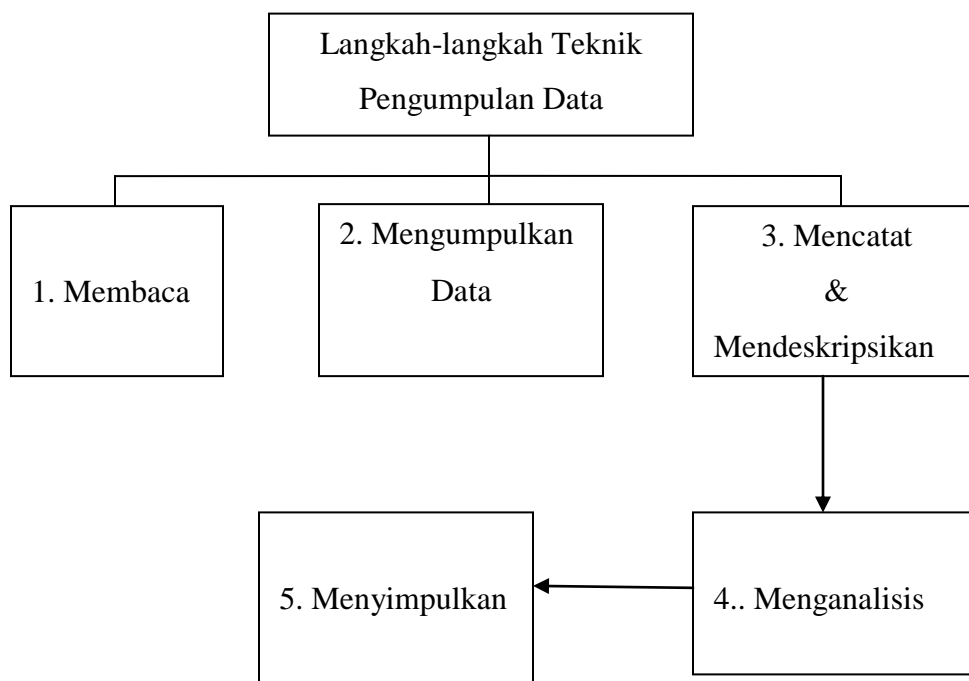 Langkah-langkah Teknik
Pengumpulan Data
1. Membaca
2. Mengumpulkan
Data
3. Mencatat
&
Mendeskripsikan
4.. Menganalisis
5. Menyimpulkan